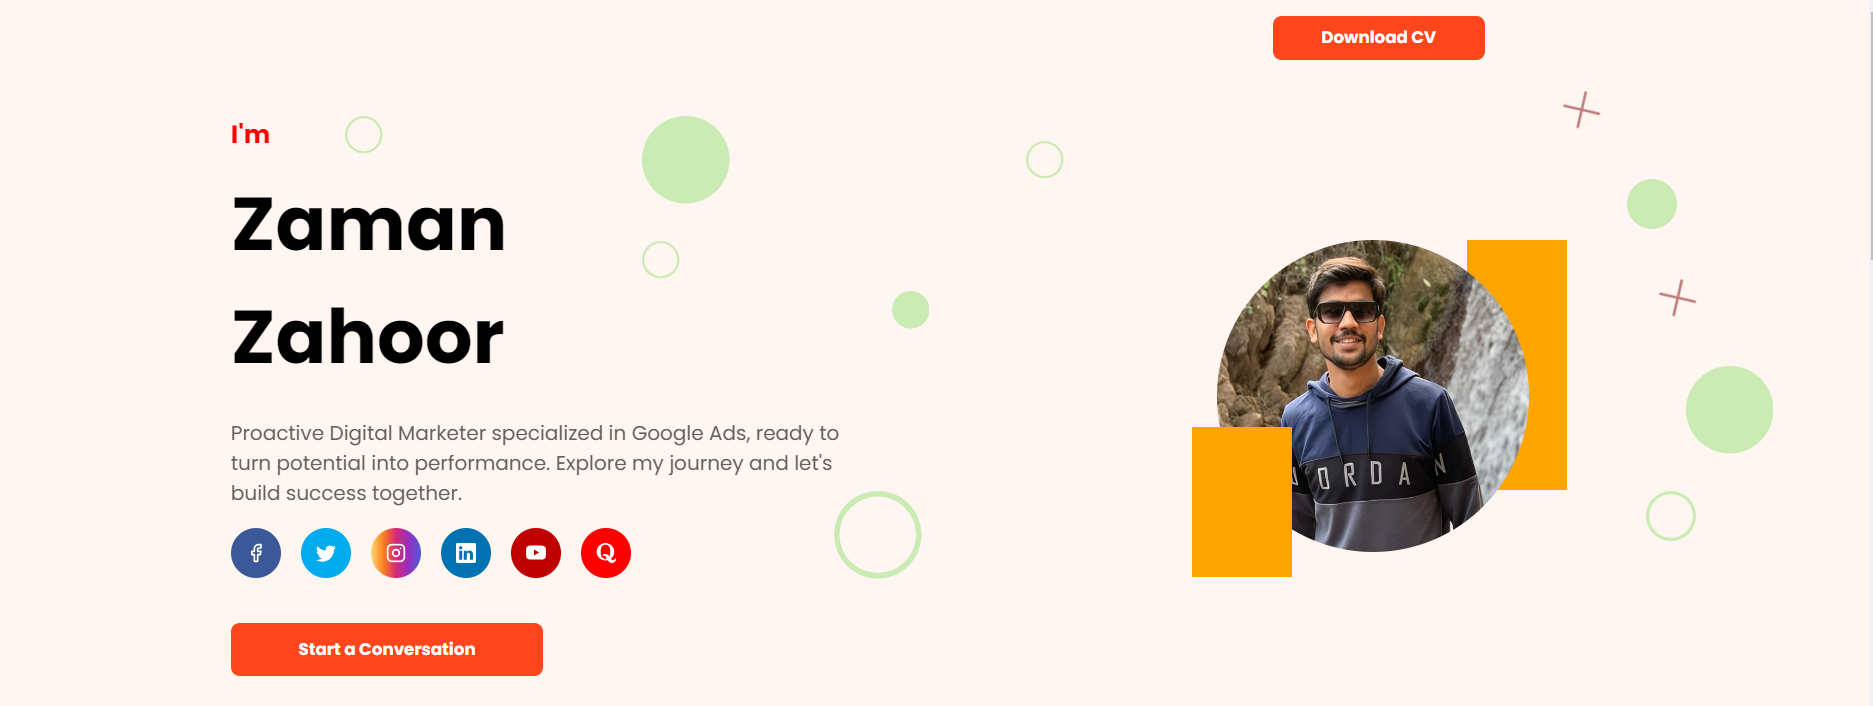 Download CV
I'm
Zaman
Zahoor
Proactive Digital Marketer specialized in Google Ads, ready to
turn potential into performance. Explore my journey and let's
build success together.
JORDAN
Start a Conversation